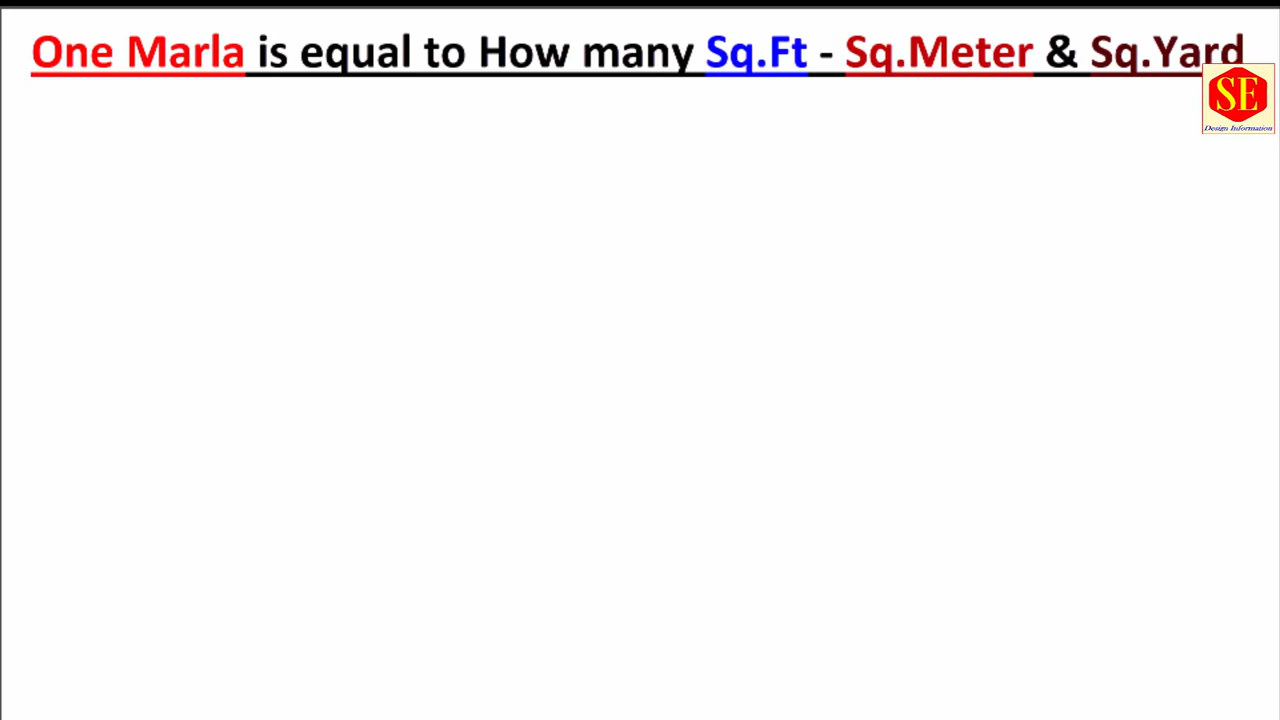 One Marla is equal to How many Sq.Ft - Sq.Meter & Sq.Yard
SE
Design Information